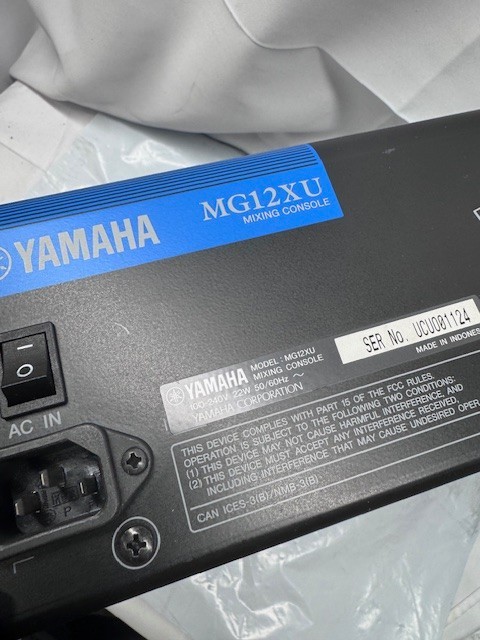 YAMAHA
MG12XU
MIXING CONSOLE
AC IN
YAMAHA
MODEL : MG12XU
MIXING CONSOLE
100-240V 22W 50/60Hz ~
YAMAHA CORPORATION
SER No. UCUO01124
MADE IN INDONES
THIS DEVICE COMPLIES WITH PART 15 OF THE FCC RULES.
OPERATION IS SUBJECT TO THE FOLLOWING TWO CONDITIONS:
(1) THIS DEVICE MAY NOT CAUSE HARMFUL INTERFERENCE, AND
(2) THIS DEVICE MUST ACCEPT ANY INTERFERENCE RECEIVED,
INCLUDING INTERFERENCE THAT MAY CAUSE UNDESIRED OPER
CAN ICES-3(B)/NMB-3(B)